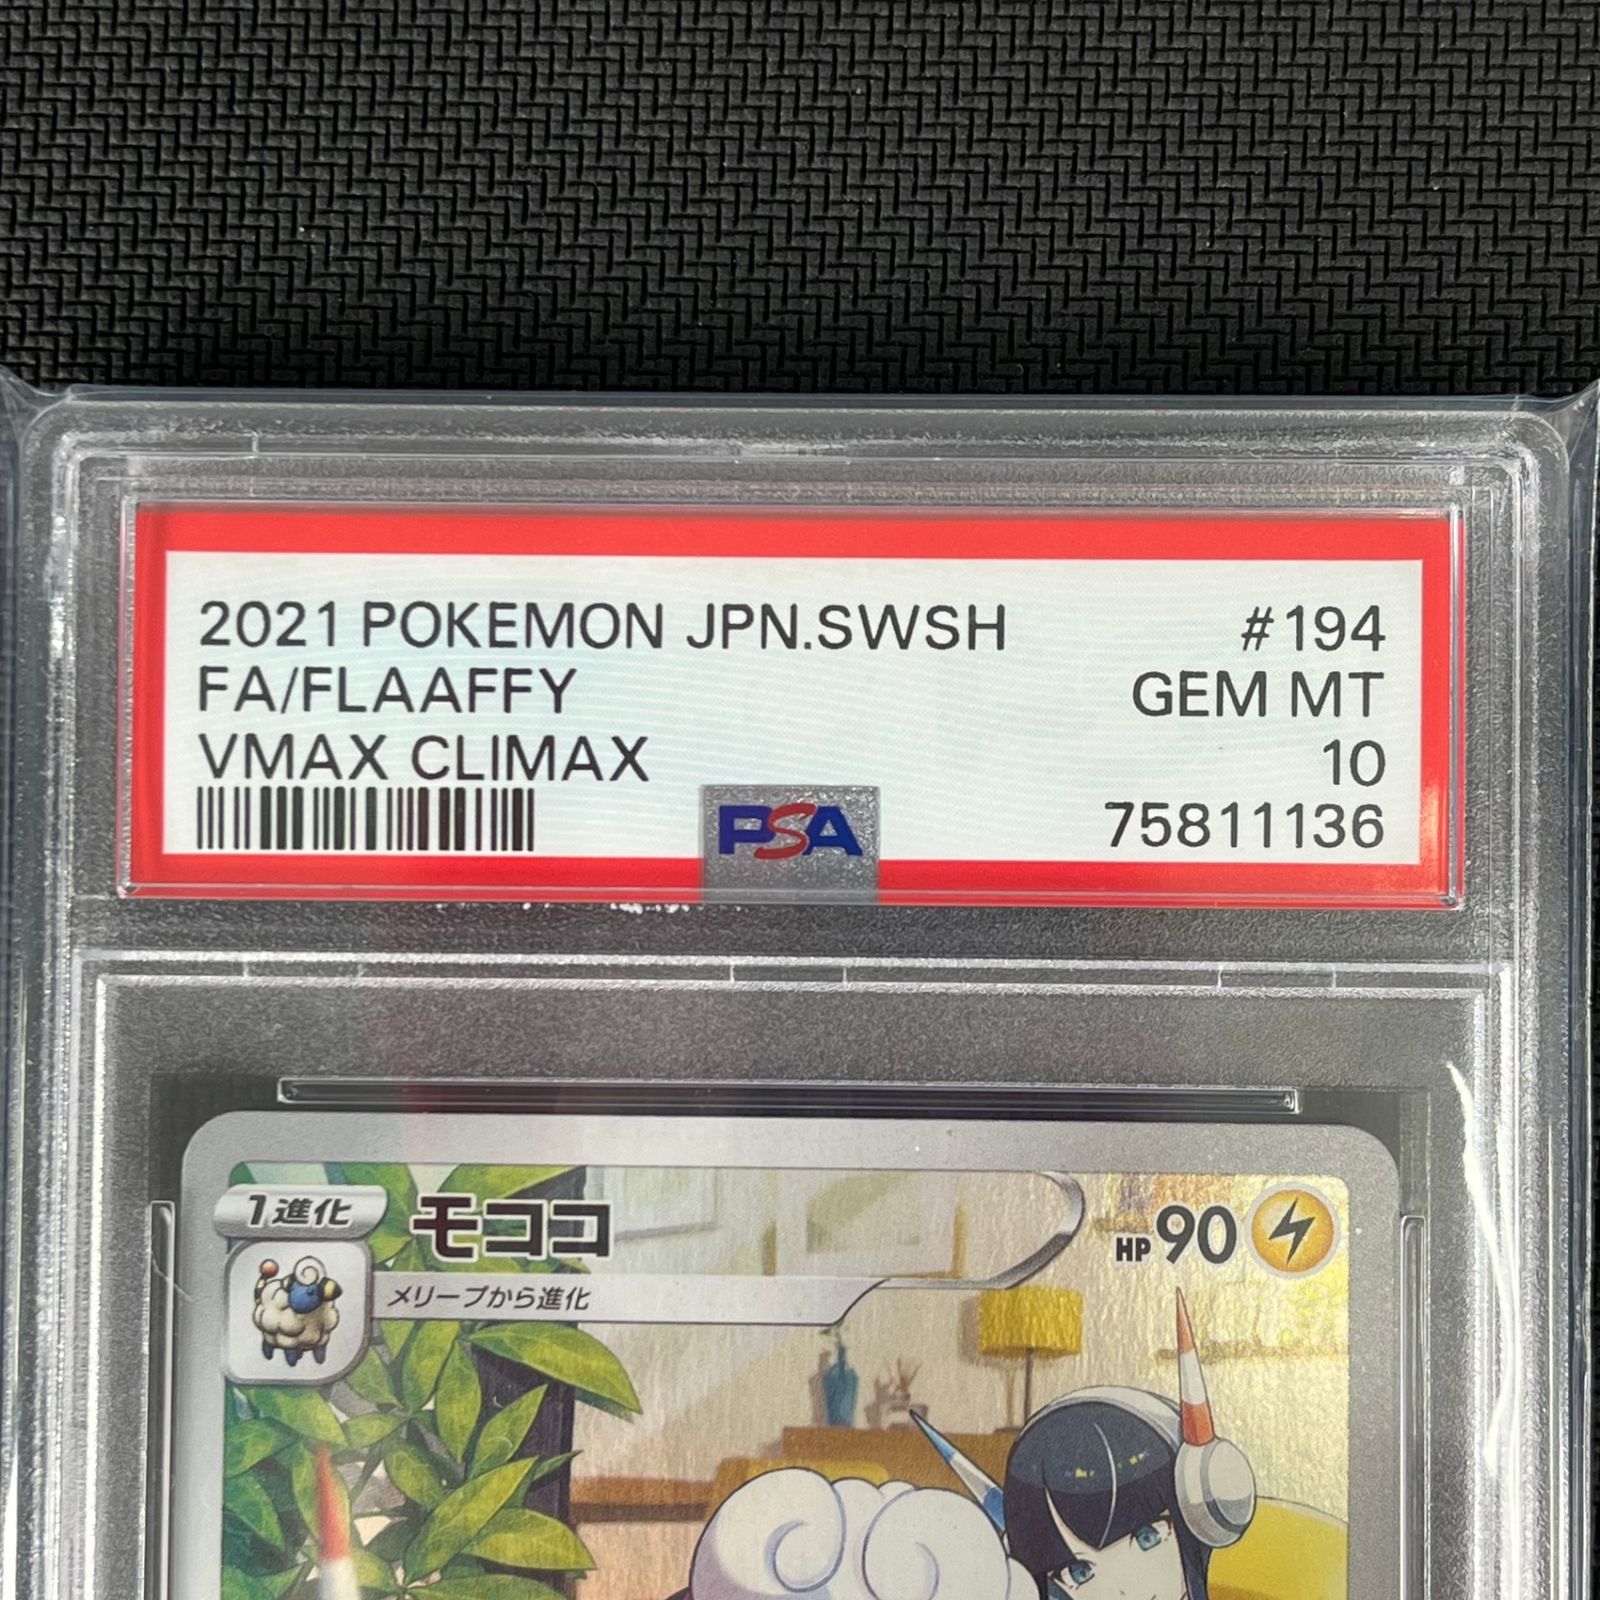 2021 POKEMON JPN.SWSH #194
FA/FLAAFFY GEM MT
VMAX CLIMAX 10
PSA 75811136
1進化 モココ HP 90
メリープから進化